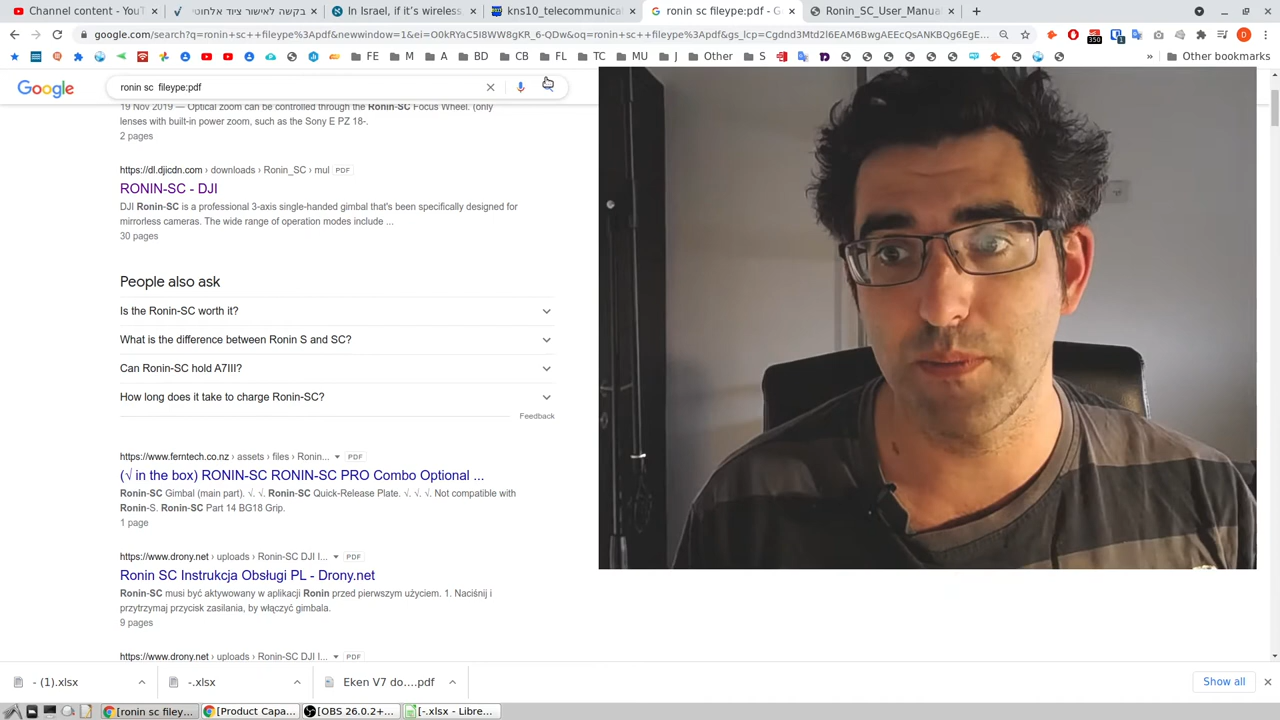 Channel content - YouTu
בקשה לאישור ציוד אלחוטי
In Israel, if it's wireless
kns10_telecommunicati
ronin sc fileype:pdf - G
Ronin_SC_User_Manua
google.com/search?q=ronin+sc++fileype%3Apdf&newwindow=1&ei=O0kRYaC5I8WW8gKR_6-QDw&oq=ronin+sc++fileype%3Apdf&gs_lcp=Cgdnd3Mtd2l6EAM6BwgAEEcQsANKBQg6EgE...
350
1
D
FE
M
A
BD
CB
FL
TC
MU
J
Other
S
»
Other bookmarks
Google
ronin sc fileype:pdf
19 Nov 2019 — Optical zoom can be controlled through the Ronin-SC Focus Wheel. (only
lenses with built-in power zoom, such as the Sony E PZ 18-.
2 pages
https://dl.djicdn.com › downloads › Ronin_SC › mul PDF
RONIN-SC - DJI
DJI Ronin-SC is a professional 3-axis single-handed gimbal that's been specifically designed for
mirrorless cameras. The wide range of operation modes include ...
30 pages
People also ask
Is the Ronin-SC worth it?
What is the difference between Ronin S and SC?
Can Ronin-SC hold A7III?
How long does it take to charge Ronin-SC?
Feedback
https://www.ferntech.co.nz › assets › files › Ronin... PDF
(√ in the box) RONIN-SC RONIN-SC PRO Combo Optional ...
Ronin-SC Gimbal (main part). √. √. Ronin-SC Quick-Release Plate. √. √. √. Not compatible with
Ronin-S. Ronin-SC Part 14 BG18 Grip.
1 page
https://www.drony.net › uploads › Ronin-SC DJI I... PDF
Ronin SC Instrukcja Obsługi PL - Drony.net
Ronin-SC musi być aktywowany w aplikacji Ronin przed pierwszym użyciem. 1. Naciśnij i
przytrzymaj przycisk zasilania, by włączyć gimbala.
9 pages
https://www.drony.net › uploads › Ronin-SC DJI I... PDF
- (1).xlsx
-.xlsx
Eken V7 do....pdf
Show all
[ronin sc filey...
[Product Capa...
[OBS 26.0.2+...
[-.xlsx - Libre...